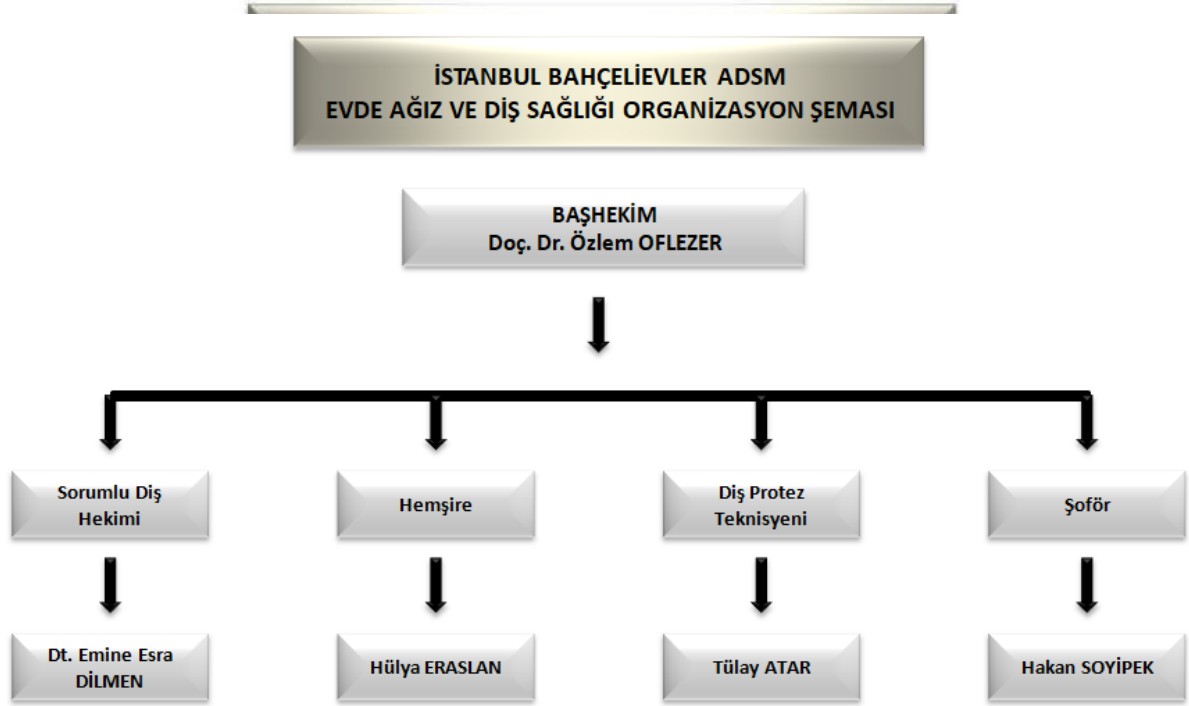 İSTANBUL BAHÇELİEVLER ADSM
EVDE AĞIZ VE DİŞ SAĞLIĞI ORGANİZASYON ŞEMASI
BAŞHEKİM
Doç. Dr. Özlem OFLEZER
Sorumlu Diş
Hekimi
Hemşire
Diş Protez
Teknisyeni
Şoför
Dt. Emine Esra
DİLMEN
Hülya ERASLAN
Tülay ATAR
Hakan SOYİPEK